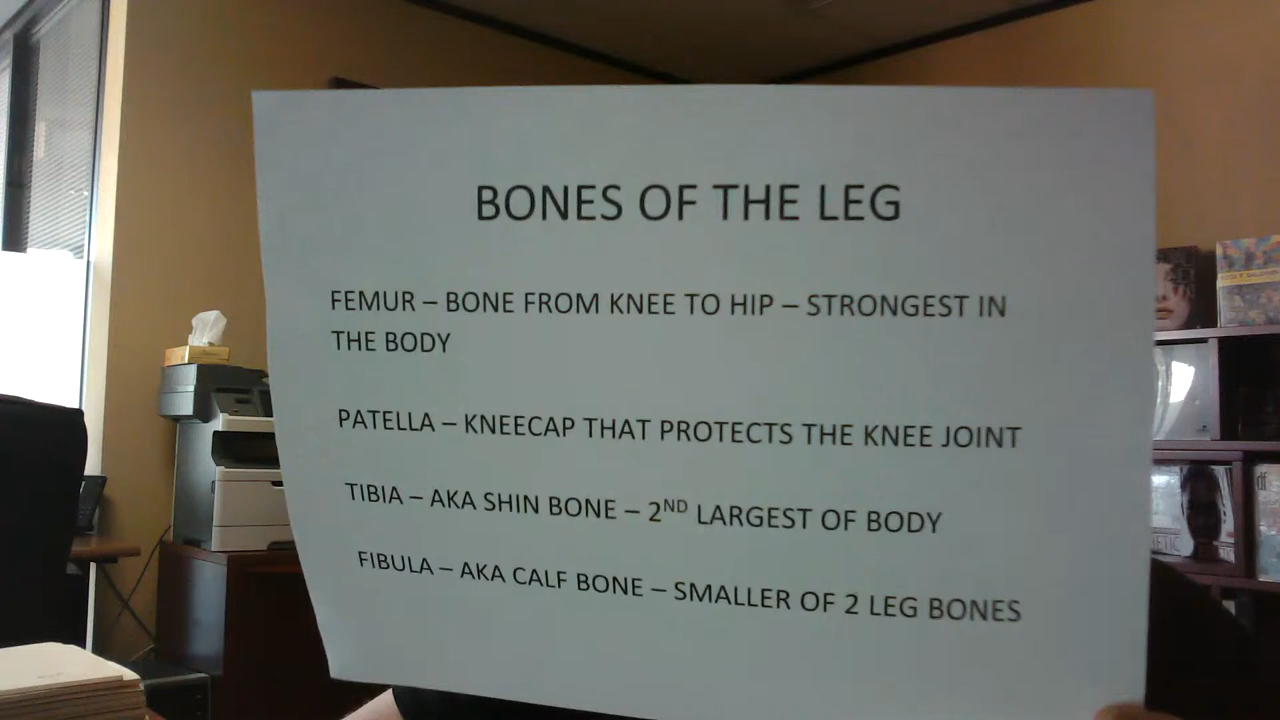 BONES OF THE LEG
FEMUR – BONE FROM KNEE TO HIP – STRONGEST IN
THE BODY
PATELLA – KNEECAP THAT PROTECTS THE KNEE JOINT
TIBIA – AKA SHIN BONE – 2ND LARGEST OF BODY
FIBULA – AKA CALF BONE – SMALLER OF 2 LEG BONES